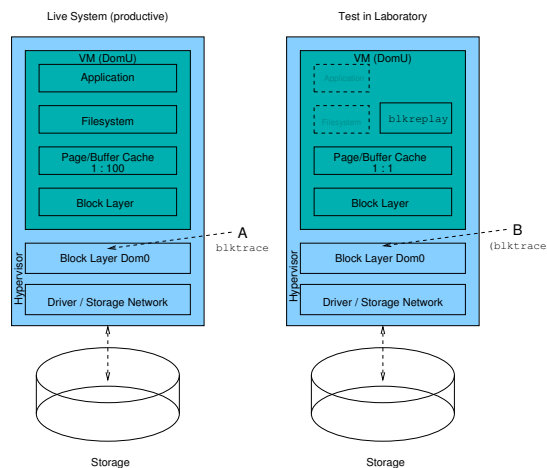 Live System (productive)
VM (DomU)
Application
Filesystem
Page/Buffer Cache
1 : 100
Block Layer
A
blktrace
Block Layer Dom0
Hypervisor
Driver / Storage Network
Storage
Test in Laboratory
VM (DomU)
Application
Filesystem
blkreplay
Page/Buffer Cache
1 : 1
Block Layer
B
(blktrace
Block Layer Dom0
Hypervisor
Driver / Storage Network
Storage